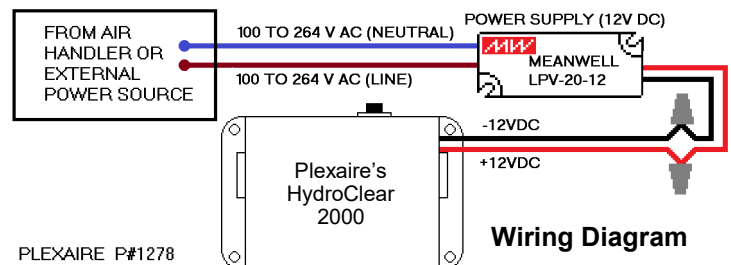 FROM AIR
HANDLER OR
EXTERNAL
POWER SOURCE
100 TO 264 V AC (NEUTRAL)
100 TO 264 V AC (LINE)
POWER SUPPLY (12V DC)
MW
MEANWELL
LPV-20-12
-12VDC
+12VDC
Plexaire's
HydroClear
2000
Wiring Diagram
PLEXAIRE P#1278